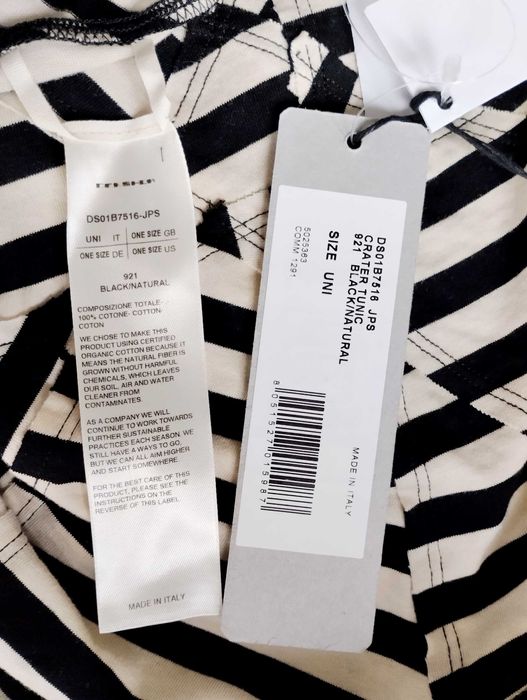 DS01B7516-JPS
UNI IT ONE SIZE GB
ONE SIZE DE ONE SIZE US
921
BLACK/NATURAL
COMPOSIZIONE TOTALE-
100% COTONE- COTTON-
COTON
WE CHOSE TO MAKE THIS
PRODUCT USING CERTIFIED
ORGANIC COTTON BECAUSE IT
MEANS THE NATURAL FIBER IS
GROWN WITHOUT HARMFUL
CHEMICALS, WHICH LEAVES
OUR SOIL, AIR AND WATER
CLEANER FROM
CONTAMINATES.
AS A COMPANY WE WILL
CONTINUE TO WORK TOWARDS
FURTHER SUSTAINABLE
PRACTICES EACH SEASON. WE
STILL HAVE A WAYS TO GO,
BUT WE CAN ALL AIM HIGHER
AND START SOMEWHERE.
FOR THE BEST CARE OF THIS
PRODUCT, PLEASE SEE THE
INSTRUCTIONS ON THE
REVERSE OF THIS LABEL
MADE IN ITALY
DS01B7516 JPS
CRATER TUNIC
921 BLACK/NATURAL
SIZE UNI
5025363
COMM 1291
8051527015987
MADE IN ITALY